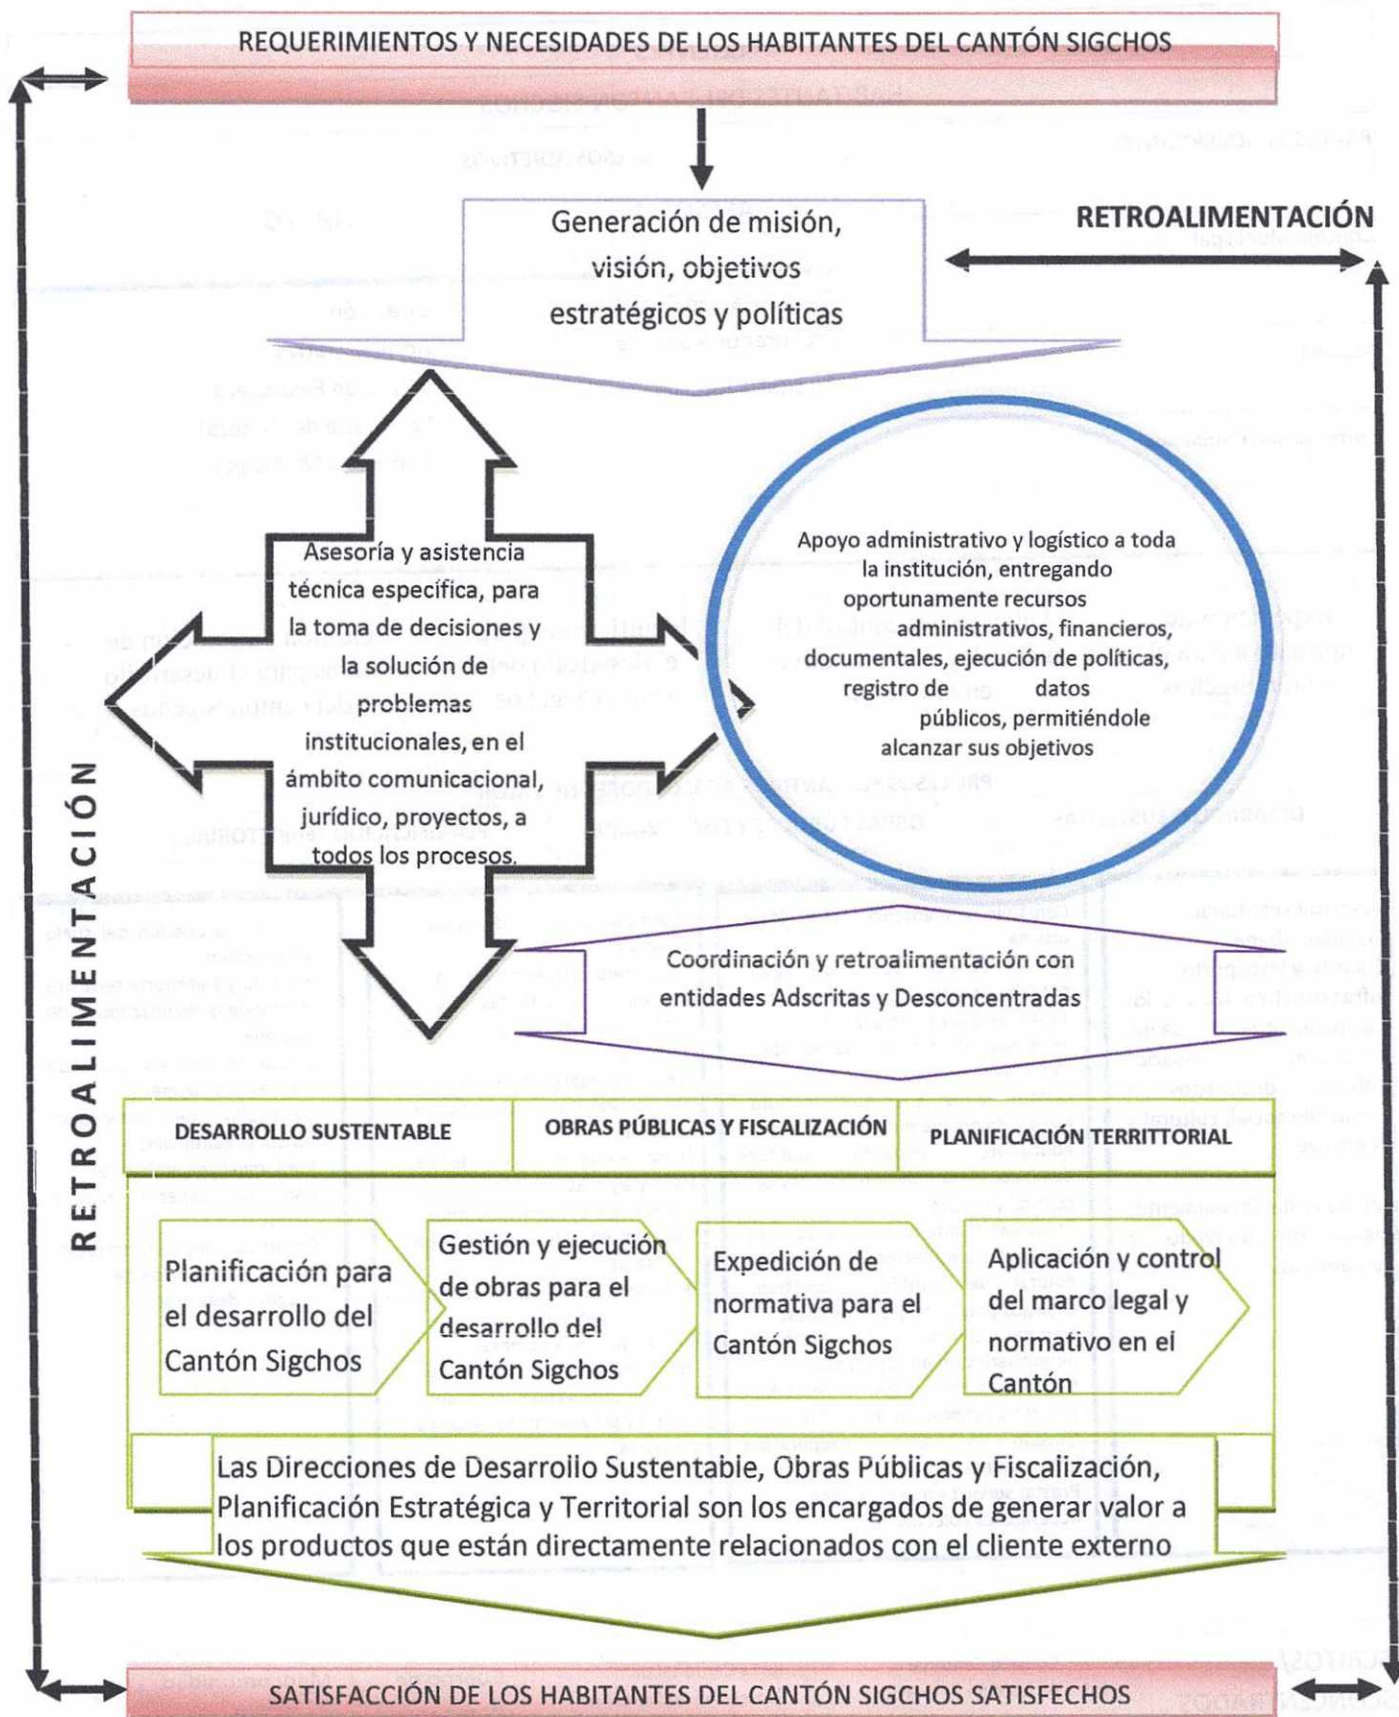 REQUERIMIENTOS Y NECESIDADES DE LOS HABITANTES DEL CANTÓN SIGCHOS
Generación de misión,
visión, objetivos
estratégicos y políticas
RETROALIMENTACIÓN
Asesoría y asistencia
técnica específica, para
la toma de decisiones y
la solución de
problemas
institucionales, en el
ámbito comunicacional,
jurídico, proyectos, a
todos los procesos.
Apoyo administrativo y logístico a toda
la institución, entregando
oportunamente recursos
administrativos, financieros,
documentales, ejecución de políticas,
registro de datos
públicos, permitiéndole
alcanzar sus objetivos
RETROALIMENTACIÓN
Coordinación y retroalimentación con
entidades Adscritas y Desconcentradas
DESARROLLO SUSTENTABLE
OBRAS PÚBLICAS Y FISCALIZACIÓN
PLANIFICACIÓN TERRITTORIAL
Planificación para
el desarrollo del
Cantón Sigchos
Gestión y ejecución
de obras para el
desarrollo del
Cantón Sigchos
Expedición de
normativa para el
Cantón Sigchos
Aplicación y control
del marco legal y
normativo en el
Cantón
Las Direcciones de Desarrollo Sustentable, Obras Públicas y Fiscalización,
Planificación Estratégica y Territorial son los encargados de generar valor a
los productos que están directamente relacionados con el cliente externo
SATISFACCIÓN DE LOS HABITANTES DEL CANTÓN SIGCHOS SATISFECHOS